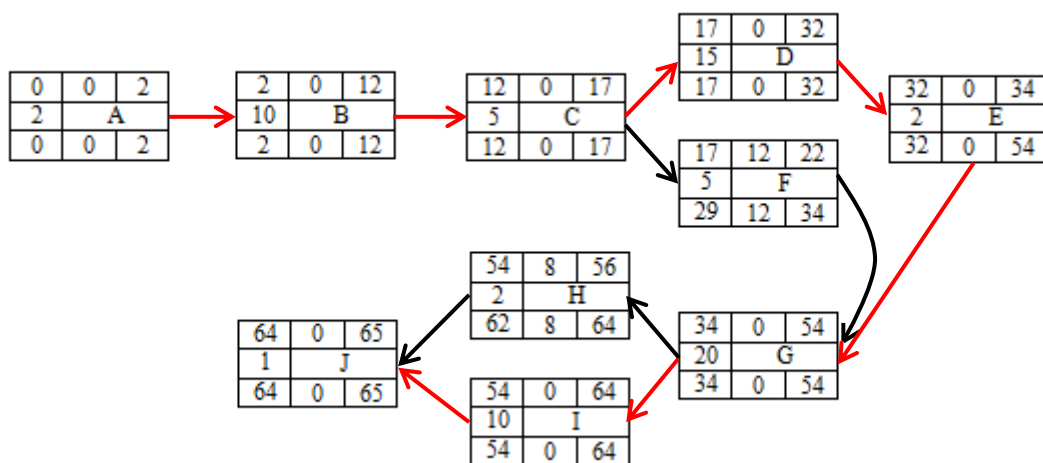 0 0 2
2 A
0 0 2
2 0 12
10 B
2 0 12
12 0 17
5 C
12 0 17
17 0 32
15 D
17 0 32
32 0 34
2 E
32 0 54
17 12 22
5 F
29 12 34
54 8 56
2 H
62 8 64
34 0 54
20 G
34 0 54
64 0 65
1 J
64 0 65
54 0 64
10 I
54 0 64